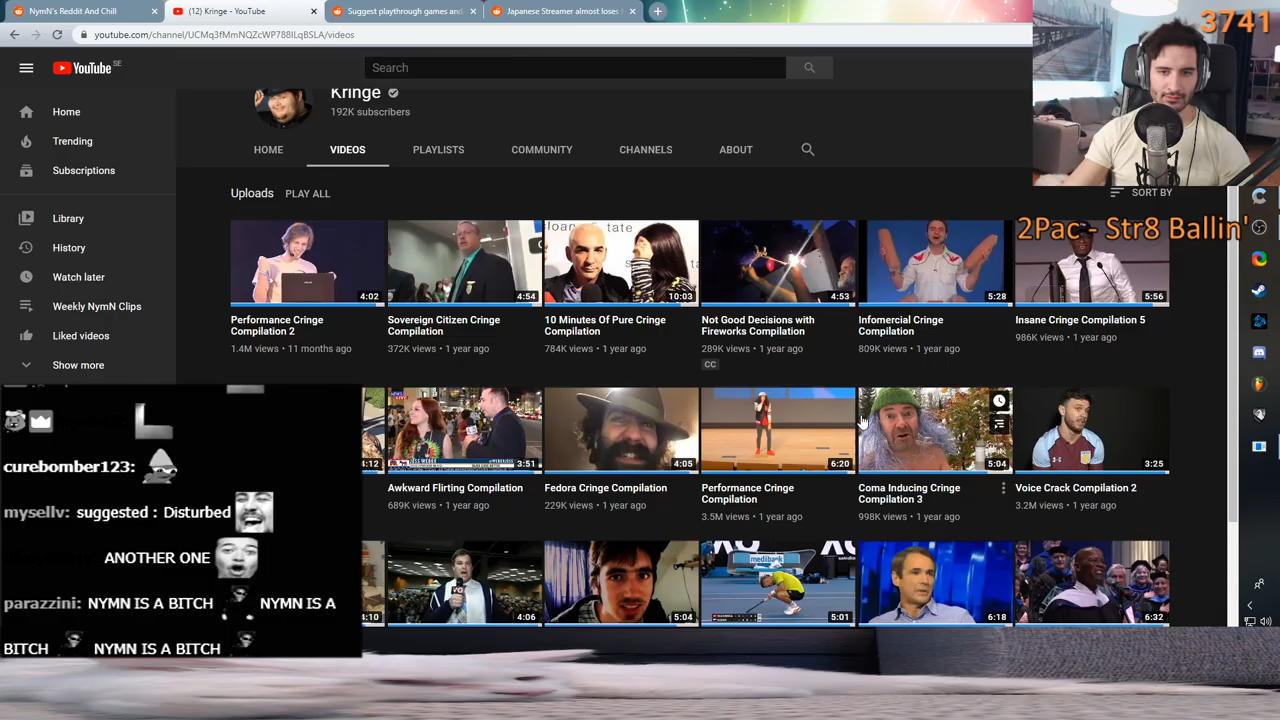 NymN's Reddit And Chill
(12) Kringe - YouTube
Suggest playthrough games and
Japanese Streamer almost loses
3741
youtube.com/channel/UCMq3fMmNQZcWP788ILqBSLA/videos
YouTube SE
Search
Kringe
192K subscribers
HOME
VIDEOS
PLAYLISTS
COMMUNITY
CHANNELS
ABOUT
Home
Trending
Subscriptions
Library
History
Watch later
Weekly NymN Clips
Liked videos
Show more
Uploads
PLAY ALL
SORT BY
2Pac - Str8 Ballin'
4:02
4:54
10:03
4:53
5:28
5:56
Performance Cringe
Compilation 2
1.4M views • 11 months ago
Sovereign Citizen Cringe
Compilation
372K views • 1 year ago
10 Minutes Of Pure Cringe
Compilation
784K views • 1 year ago
Not Good Decisions with
Fireworks Compilation
289K views • 1 year ago
CC
Infomercial Cringe
Compilation
809K views • 1 year ago
Insane Cringe Compilation 5
986K views • 1 year ago
4:12
3:51
4:05
6:20
5:04
3:25
Awkward Flirting Compilation
689K views • 1 year ago
Fedora Cringe Compilation
229K views • 1 year ago
Performance Cringe
Compilation
3.5M views • 1 year ago
Coma Inducing Cringe
Compilation 3
998K views • 1 year ago
Voice Crack Compilation 2
3.2M views • 1 year ago
medibank
4:10
4:06
5:04
5:01
6:18
6:32
curebomber123:
mysellv: suggested : Disturbed
ANOTHER ONE
parazzini: NYMN IS A BITCH NYMN IS A
BITCH NYMN IS A BITCH